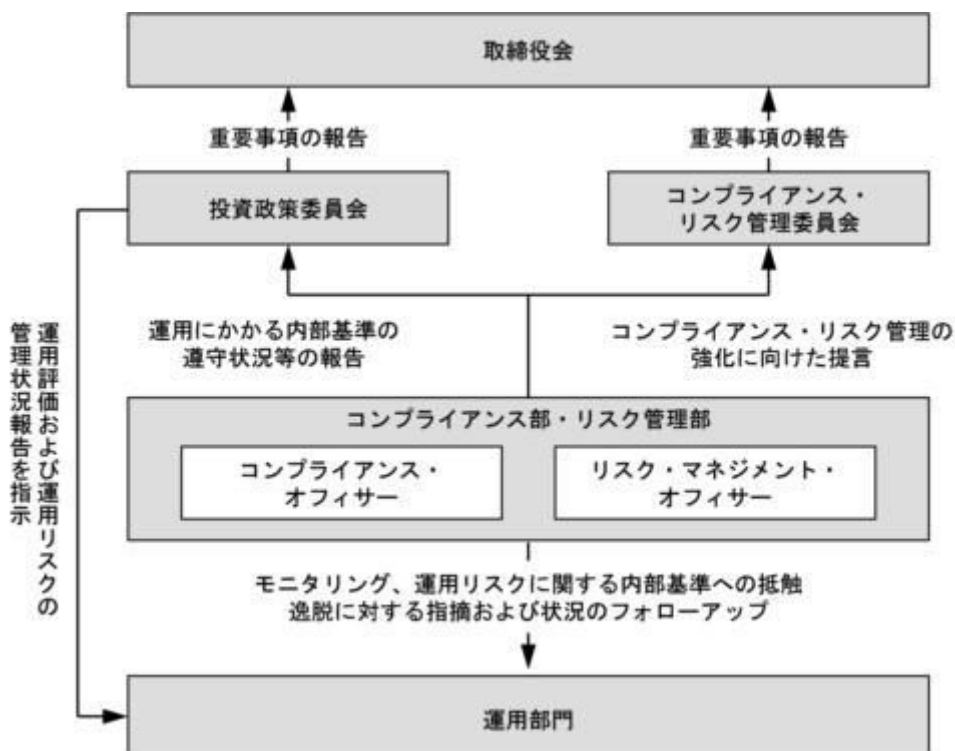 取締役会
重要事項の報告
重要事項の報告
投資政策委員会
コンプライアンス・
リスク管理委員会
運用にかかる内部基準の
遵守状況等の報告
コンプライアンス・リスク管理の
強化に向けた提言
運用評価および運用リスクの
管理状況報告を指示
コンプライアンス部・リスク管理部
コンプライアンス・
オフィサー
リスク・マネジメント・
オフィサー
モニタリング、運用リスクに関する内部基準への抵触
逸脱に対する指摘および状況のフォローアップ
運用部門